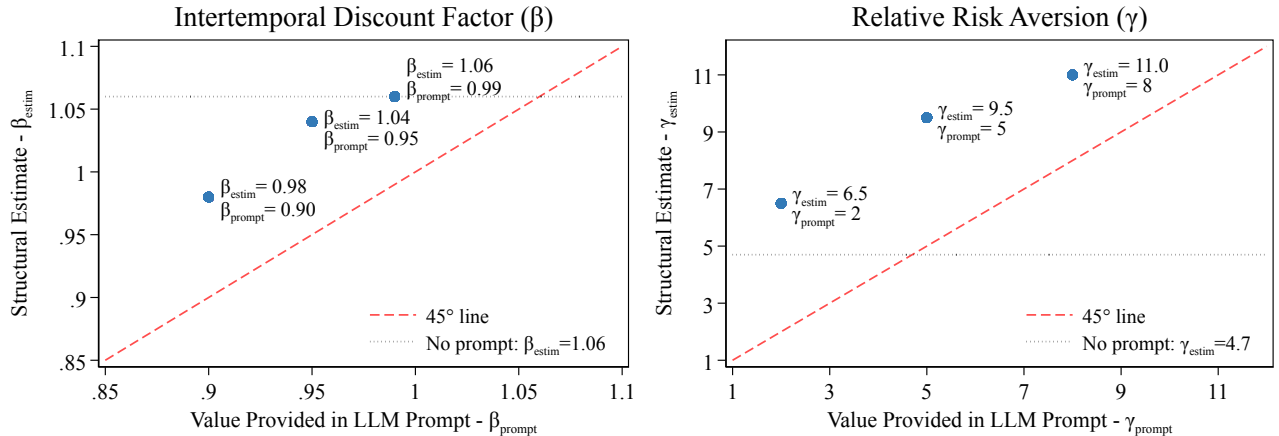 Intertemporal Discount Factor (β)
Structural Estimate - β_estim
1.1
1.05
1
.95
.9
.85
β_estim= 1.06
β_prompt= 0.99
β_estim= 1.04
β_prompt= 0.95
β_estim= 0.98
β_prompt= 0.90
45° line
No prompt: β_estim=1.06
.85
.9
.95
1
1.05
1.1
Value Provided in LLM Prompt - β_prompt
Relative Risk Aversion (γ)
Structural Estimate - γ_estim
11
9
7
5
3
1
γ_estim= 11.0
γ_prompt= 8
γ_estim= 9.5
γ_prompt= 5
γ_estim= 6.5
γ_prompt= 2
45° line
No prompt: γ_estim=4.7
1
3
5
7
9
11
Value Provided in LLM Prompt - γ_prompt